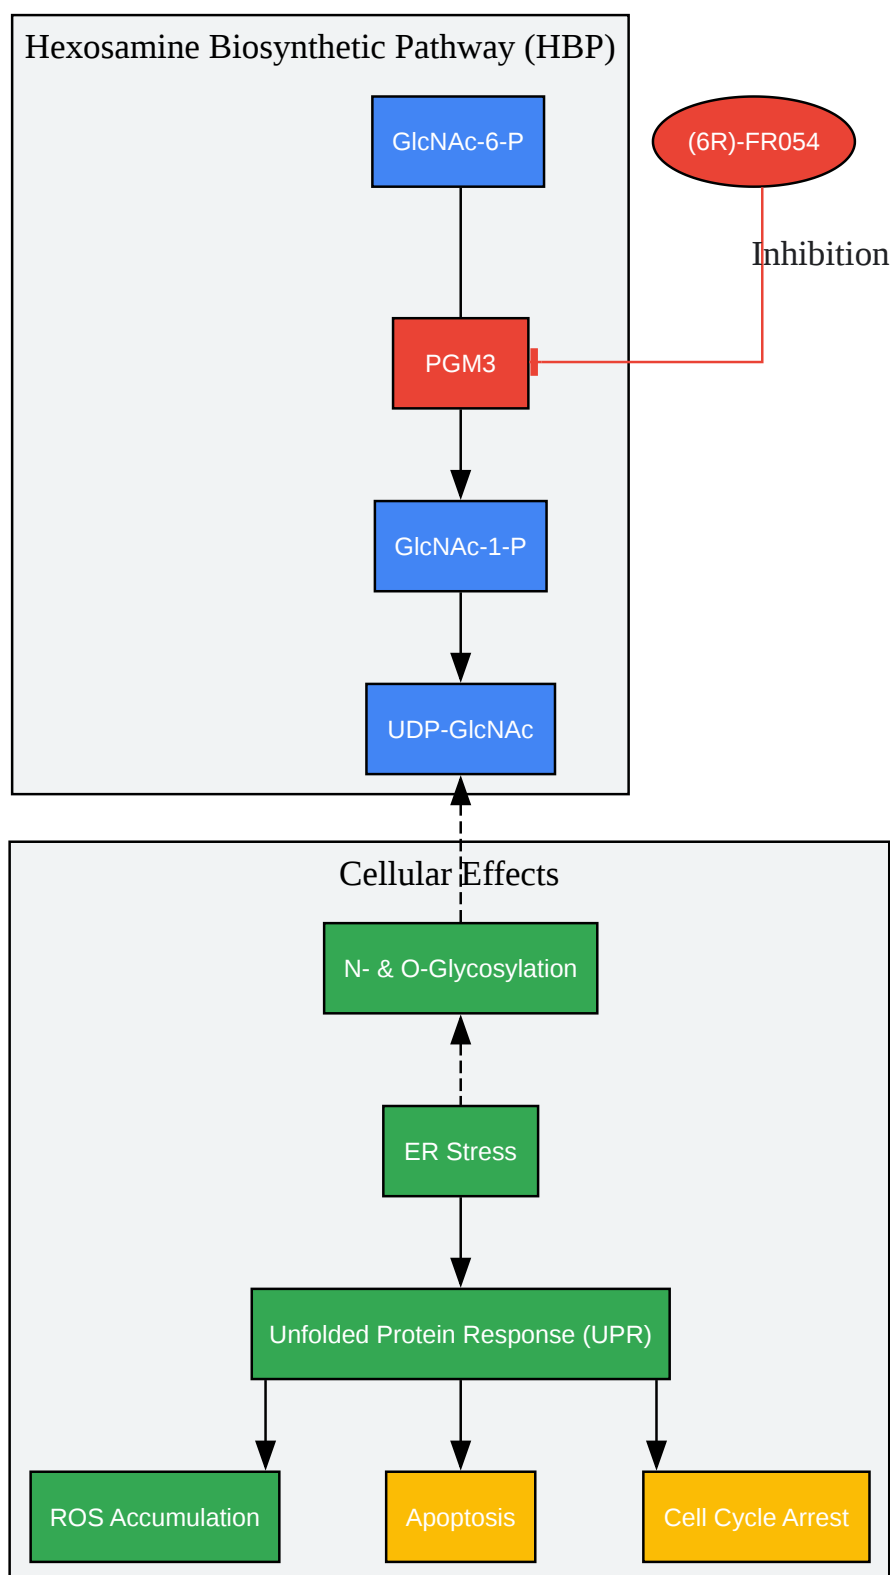 Hexosamine Biosynthetic Pathway (HBP)
GlcNAc-6-P
(6R)-FR054
Inhibition
PGM3
GlcNAc-1-P
UDP-GlcNAc
Cellular Effects
N- & O-Glycosylation
ER Stress
Unfolded Protein Response (UPR)
ROS Accumulation
Apoptosis
Cell Cycle Arrest